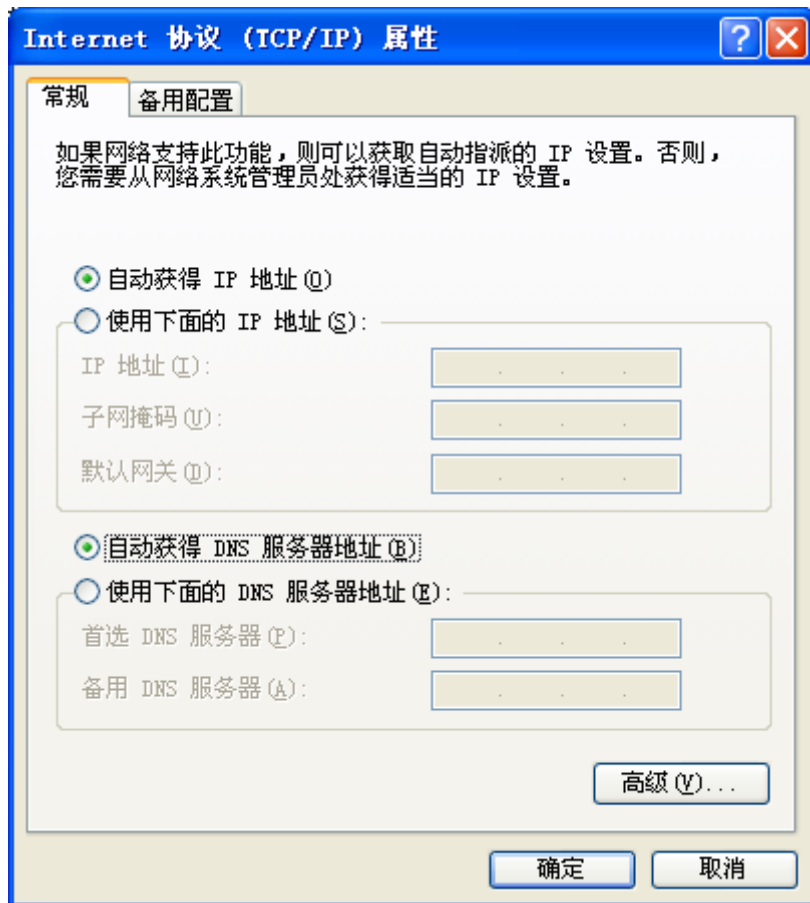 Internet 协议 (TCP/IP) 属性
常规
备用配置
如果网络支持此功能，则可以获取自动指派的 IP 设置。否则，
您需要从网络系统管理员处获得适当的 IP 设置。
自动获得 IP 地址(O)
使用下面的 IP 地址(S):
IP 地址(I):
子网掩码(U):
默认网关(D):
自动获得 DNS 服务器地址(B)
使用下面的 DNS 服务器地址(E):
首选 DNS 服务器(P):
备用 DNS 服务器(A):
高级(V)...
确定
取消